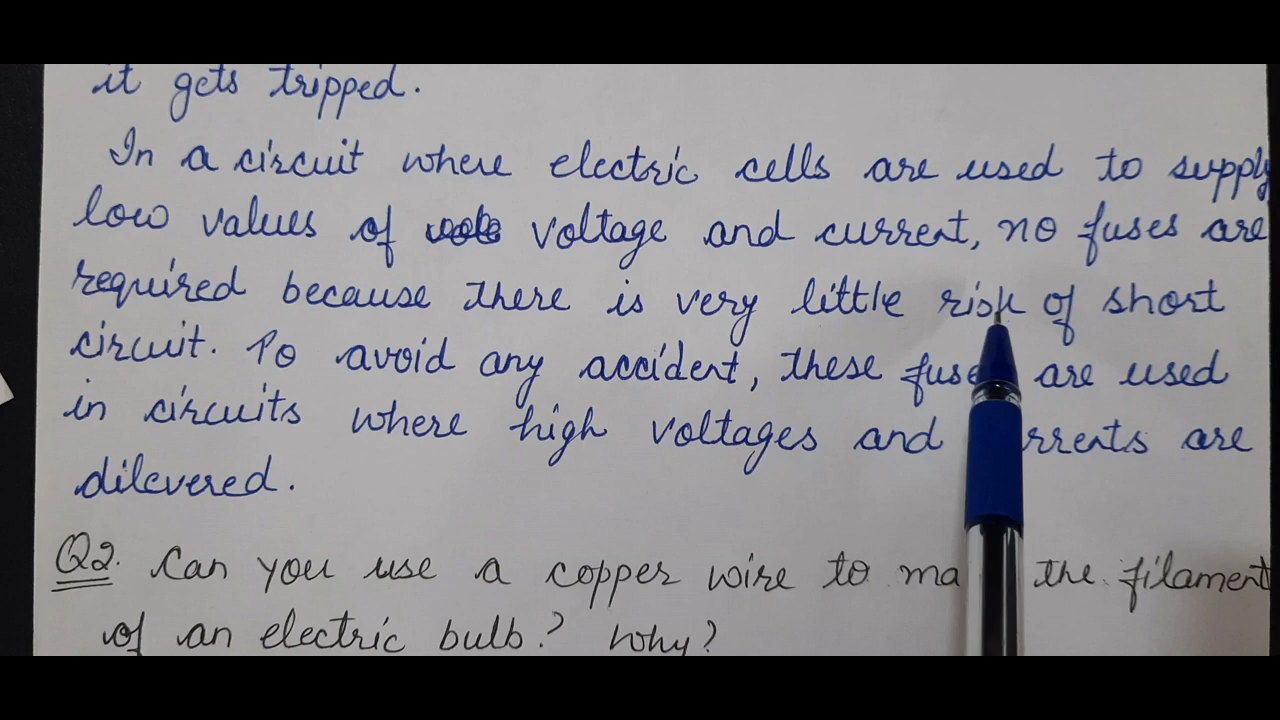 it gets tripped.
In a circuit where electric cells are used to supply
low values of voltage and current, no fuses are
required because there is very little risk of short
circuit. To avoid any accident, these fuses are used
in circuits where high voltages and currents are
dilevered.
Q2. Can you use a copper wire to ma the filament
of an electric bulb? Why?